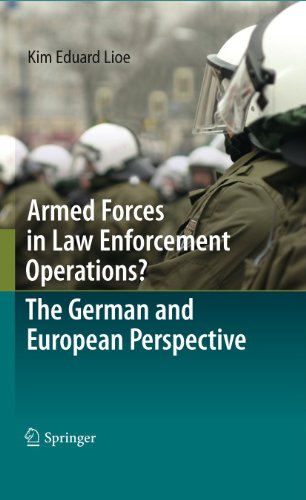 Kim Eduard Lioe
Armed Forces
in Law Enforcement
Operations?
The German and
European Perspective
Springer